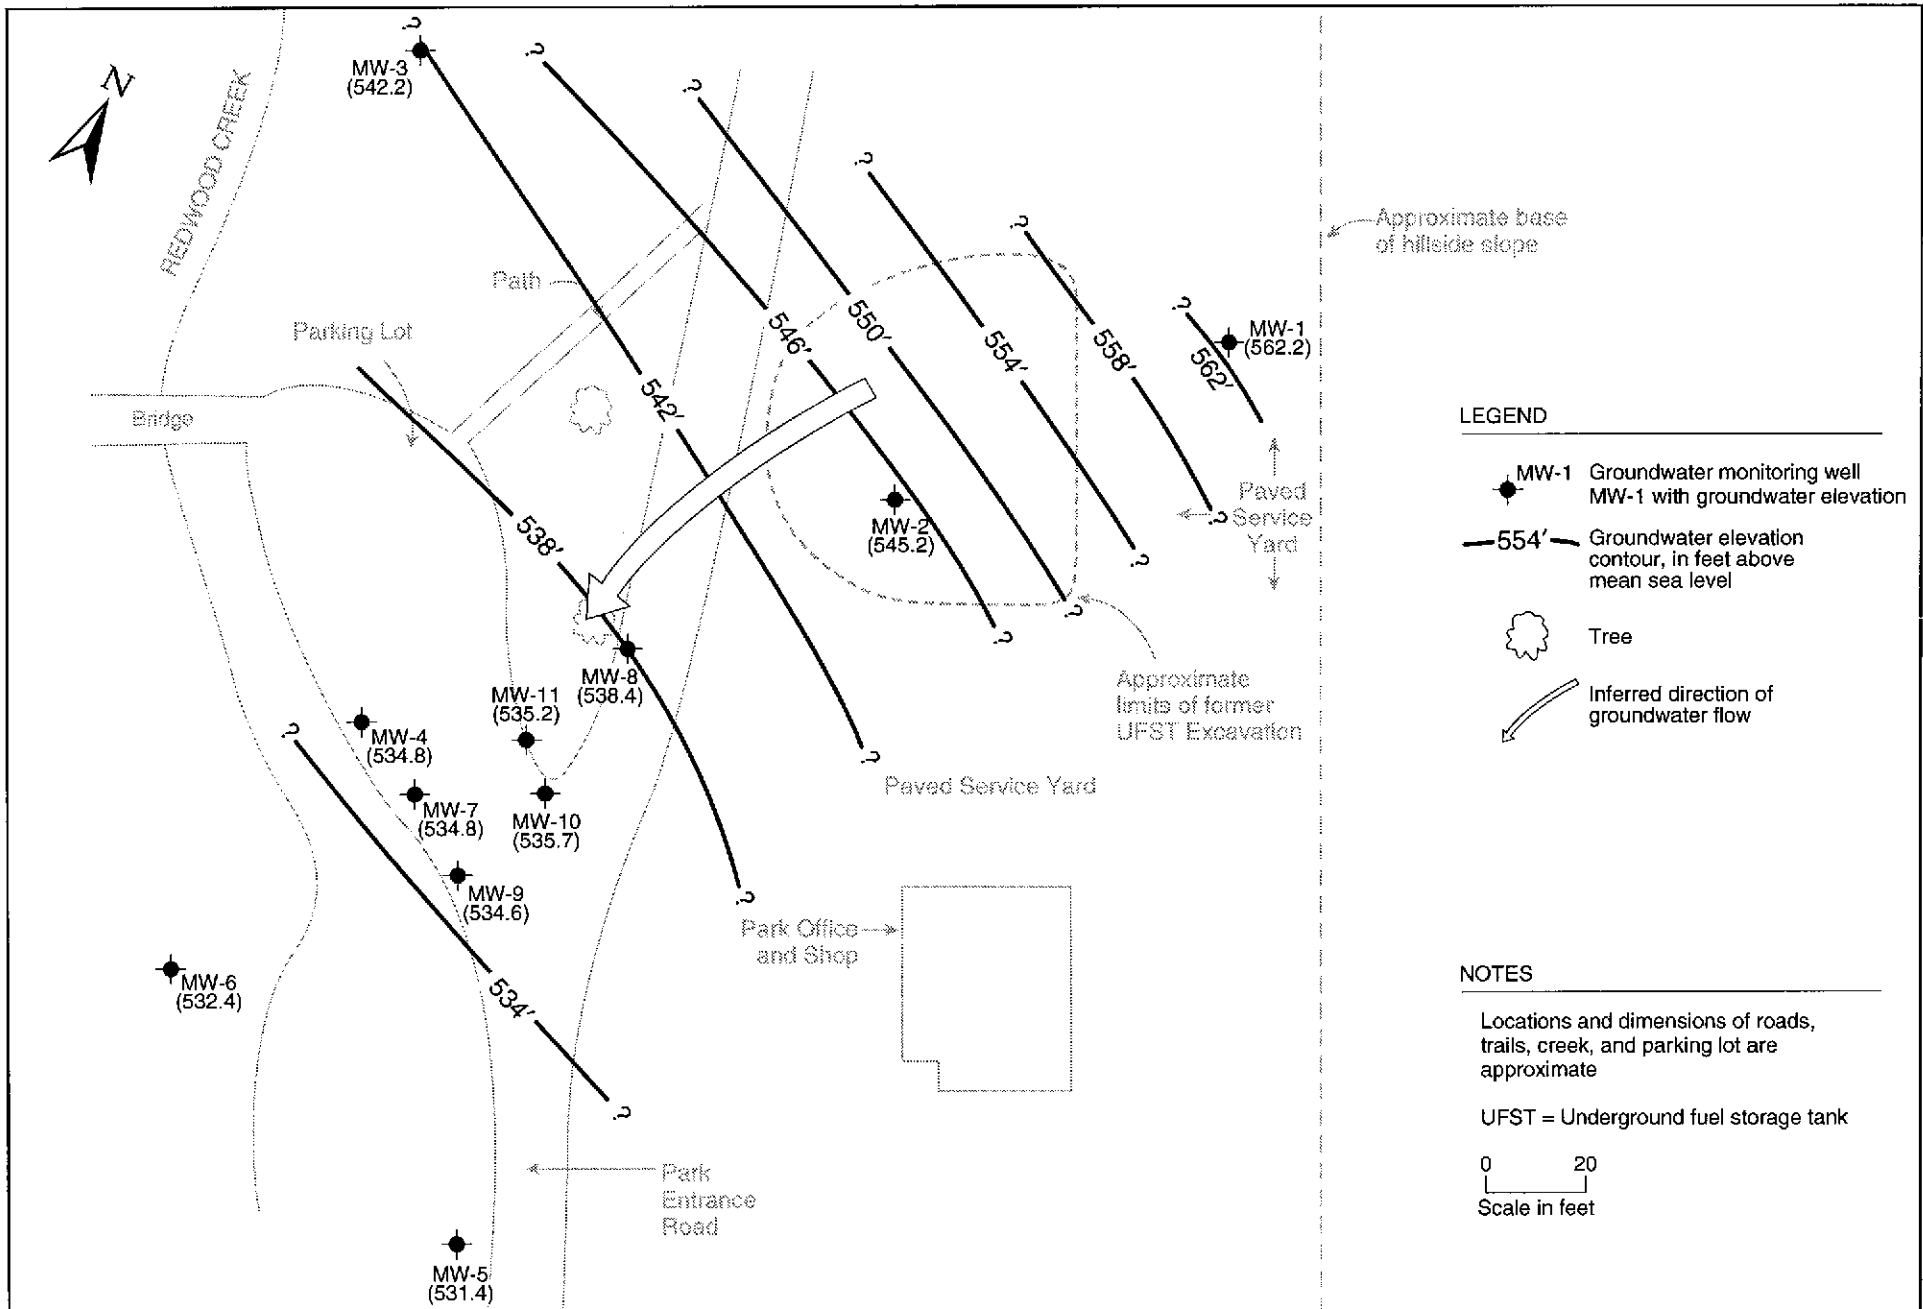 ?
MW-3
(542.2)
?
?
?
?
?
N
REDWOOD CREEK
Approximate base
of hillside slope
Path
Parking Lot
MW-1
(562.2)
546'
550'
554'
558'
562'
542'
Bridge
538'
MW-2
(545.2)
?
Paved
Service
Yard
?
?
?
MW-8
(538.4)
MW-11
(535.2)
?
MW-4
(534.8)
Approximate
limits of former
UFST Excavation
?
Paved Service Yard
MW-7
(534.8)
MW-10
(535.7)
MW-9
(534.6)
?
Park Office
and Shop
MW-6
(532.4)
534'
?
Park
Entrance
Road
MW-5
(531.4)
LEGEND
MW-1 Groundwater monitoring well
MW-1 with groundwater elevation
554' Groundwater elevation
contour, in feet above
mean sea level
Tree
Inferred direction of
groundwater flow
NOTES
Locations and dimensions of roads,
trails, creek, and parking lot are
approximate
UFST = Underground fuel storage tank
0 20
Scale in feet